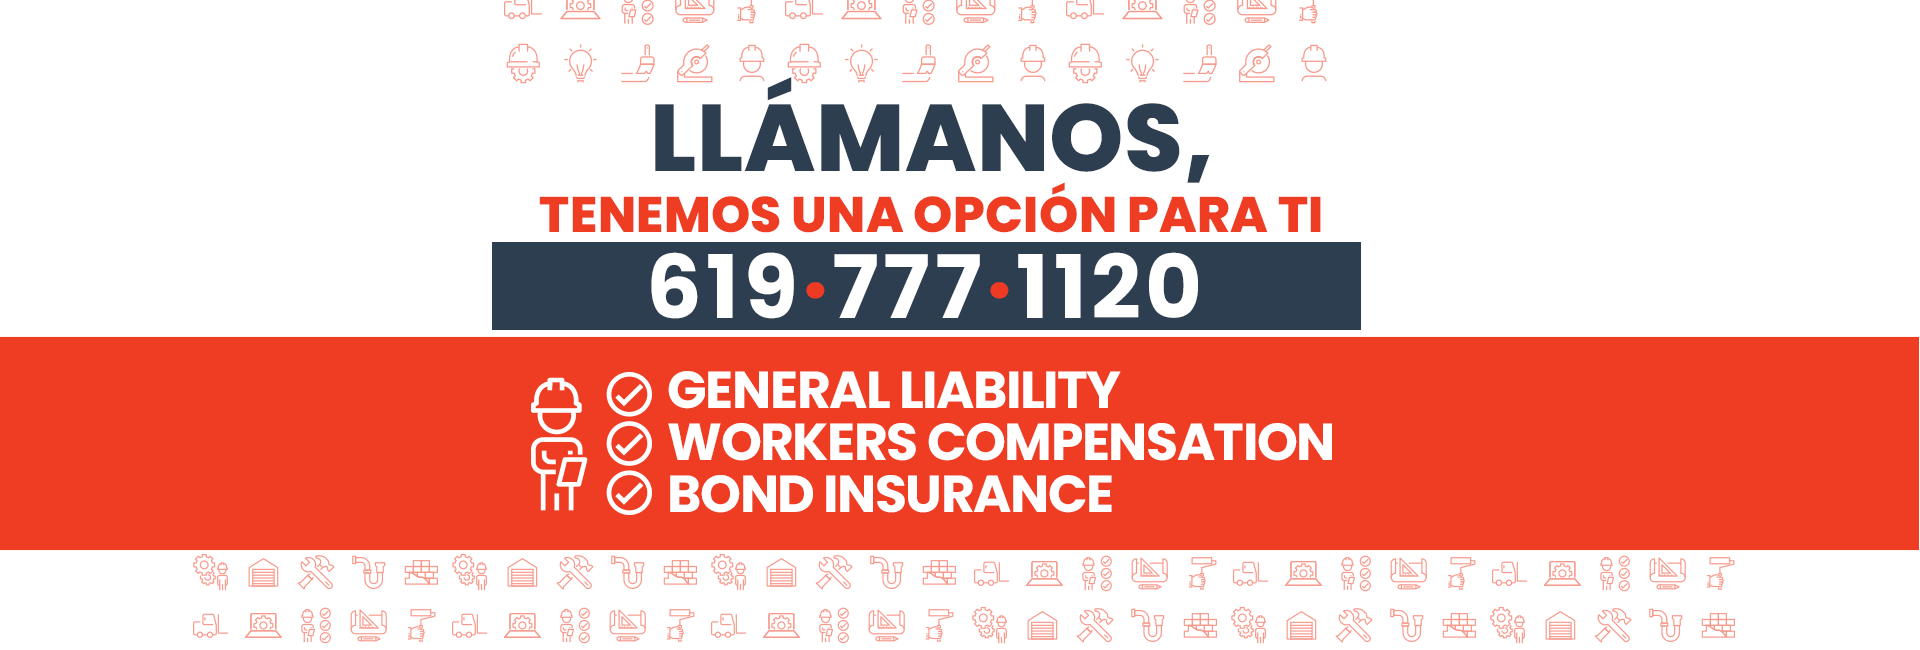 LLÁMANOS,
TENEMOS UNA OPCIÓN PARA TI
619•777•1120
GENERAL LIABILITY
WORKERS COMPENSATION
BOND INSURANCE